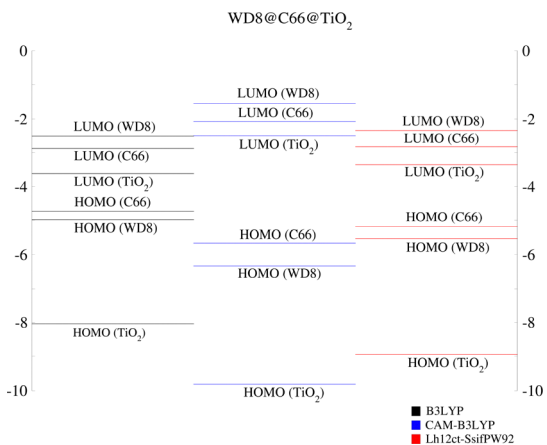 WD8@C66@TiO2
0 0
LUMO (WD8)
LUMO (C66)
LUMO (WD8) -2 LUMO (WD8) -2
LUMO (C66)
LUMO (C66) LUMO (TiO2)
LUMO (TiO2) LUMO (TiO2)
-4 -4
HOMO (C66)
HOMO (C66)
HOMO (WD8) HOMO (C66)
HOMO (WD8)
-6 -6
HOMO (WD8)
-8 -8
HOMO (TiO2)
HOMO (TiO2)
-10 HOMO (TiO2) -10
B3LYP
CAM-B3LYP
Lh12ct-SsifPW92